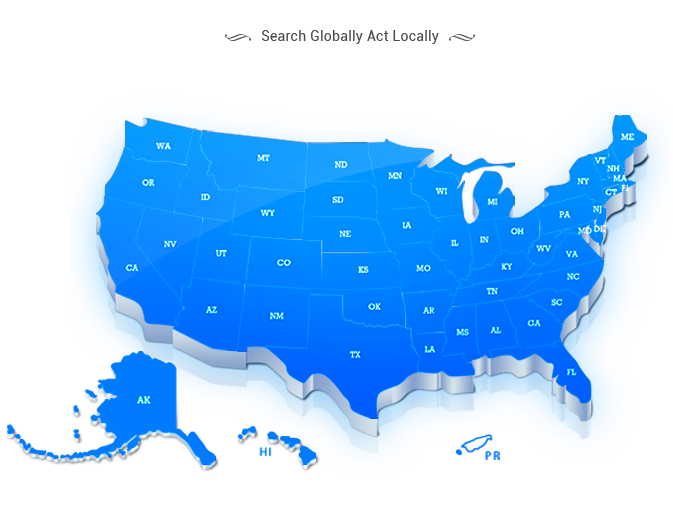 Search Globally Act Locally
ME
WA
VT
MT
NH
ND
MN
MA
OR
NY
WI
CT
RI
ID
SD
MI
NJ
WY
PA
IA
OH
MD
DE
NE
NV
IL
IN
WV
UT
VA
CO
KY
CA
KS
MO
NC
TN
SC
OK
AZ
AR
NM
GA
MS
AL
LA
TX
FL
AK
HI
PR